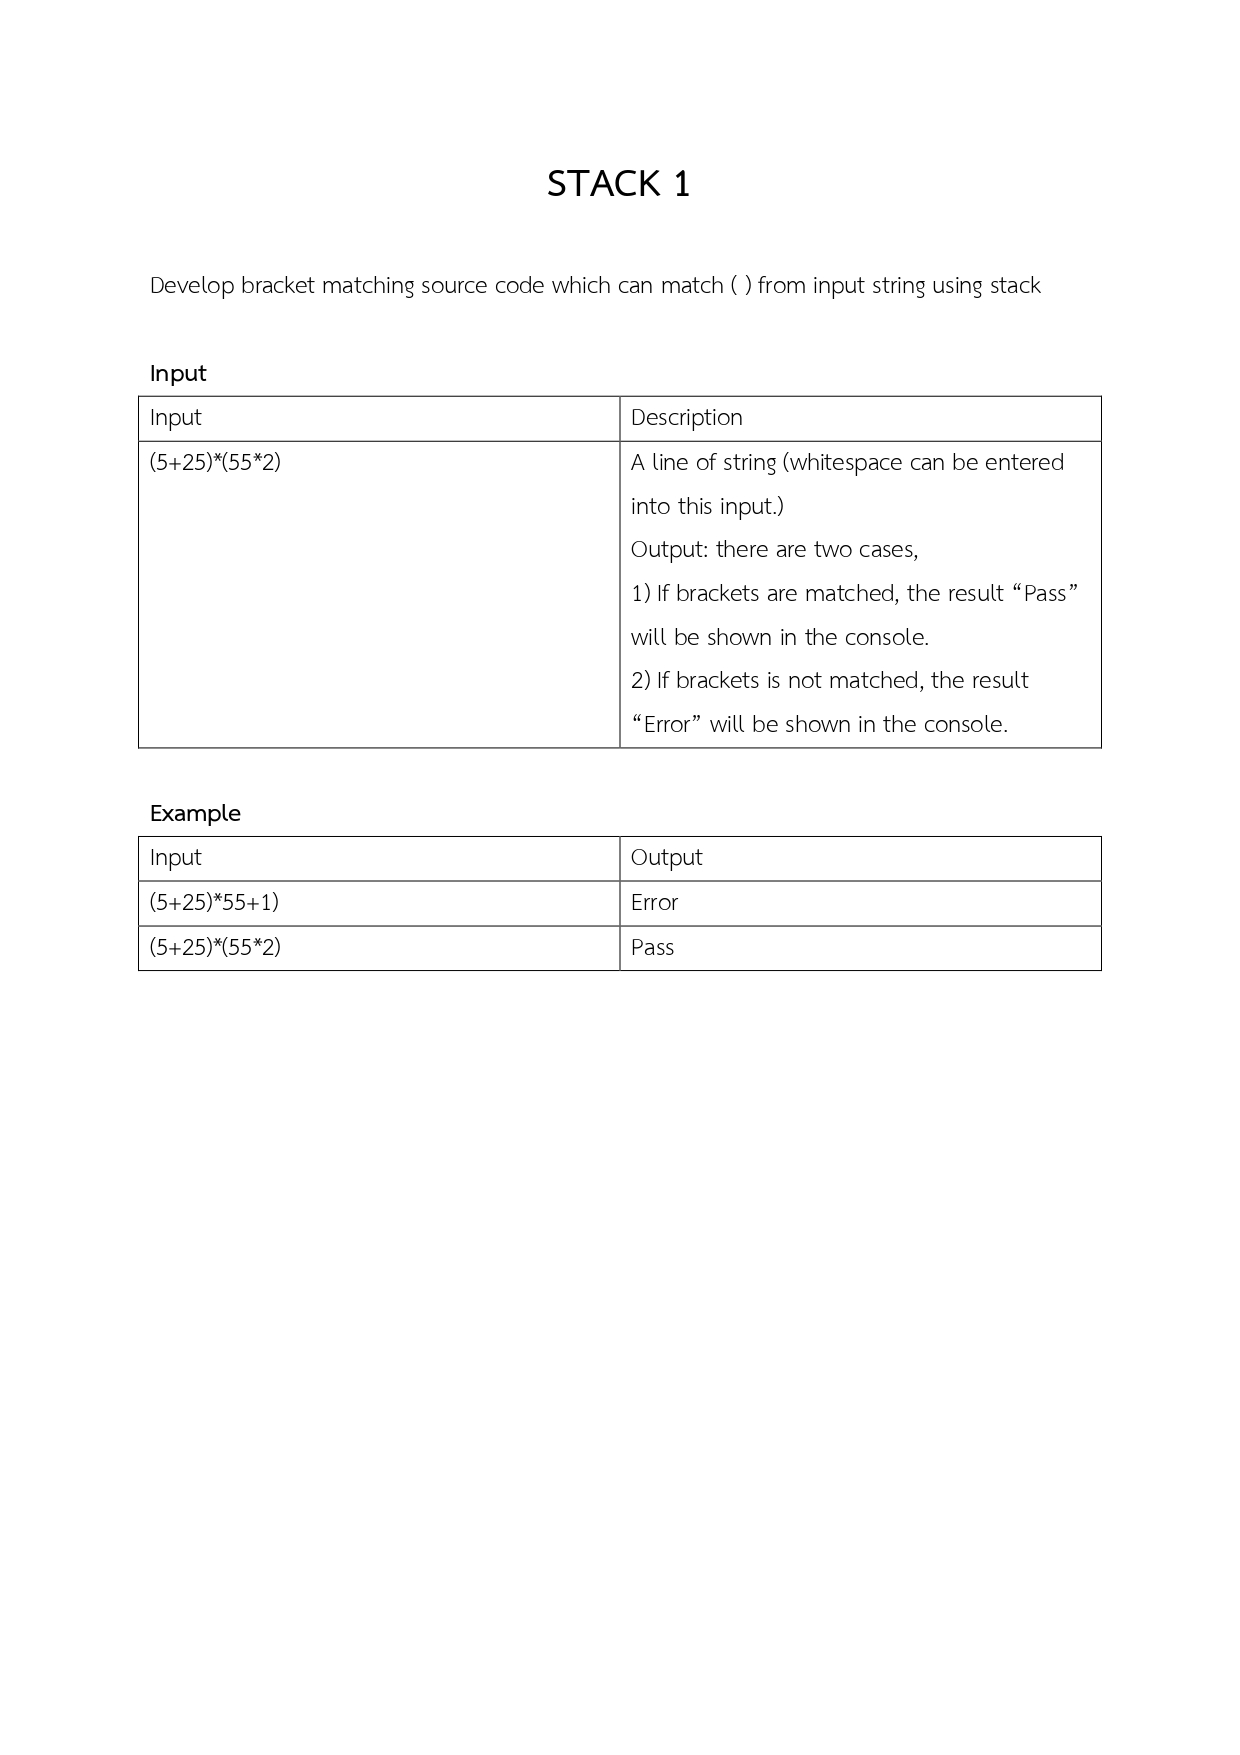 STACK 1
Develop bracket matching source code which can match ( ) from input string using stack
Input
Input
Description
(5+25)*(55*2)
A line of string (whitespace can be entered
into this input.)
Output: there are two cases,
1) If brackets are matched, the result “Pass”
will be shown in the console.
2) If brackets is not matched, the result
“Error” will be shown in the console.
Example
Input
Output
(5+25)*55+1)
Error
(5+25)*(55*2)
Pass